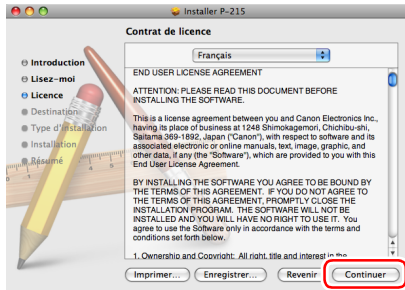 Installer P-215
Contrat de licence
Français
Introduction
Lisez-moi
Licence
Destination
Type d'installation
Installation
Résumé
END USER LICENSE AGREEMENT
ATTENTION: PLEASE READ THIS DOCUMENT BEFORE
INSTALLING THE SOFTWARE.
This is a license agreement between you and Canon Electronics Inc.,
having its place of business at 1248 Shimokagemori, Chichibu-shi,
Saitama 369-1892, Japan ("Canon"), with respect to software and its
associated electronic or online manuals, text, image, graphic, and
other data, if any (the "Software"), which are provided to you with this
End User License Agreement.
BY INSTALLING THE SOFTWARE YOU AGREE TO BE BOUND BY
THE TERMS OF THIS AGREEMENT. IF YOU DO NOT AGREE TO
THE TERMS OF THIS AGREEMENT, PROMPTLY CLOSE THE
INSTALLATION PROGRAM. THE SOFTWARE WILL NOT BE
INSTALLED AND YOU WILL HAVE NO RIGHT TO USE IT. You
agree to use the Software only in accordance with the terms and
conditions set forth below.
1. Ownership and Copyright: All right, title and interest in the
Imprimer... Enregistrer... Revenir Continuer